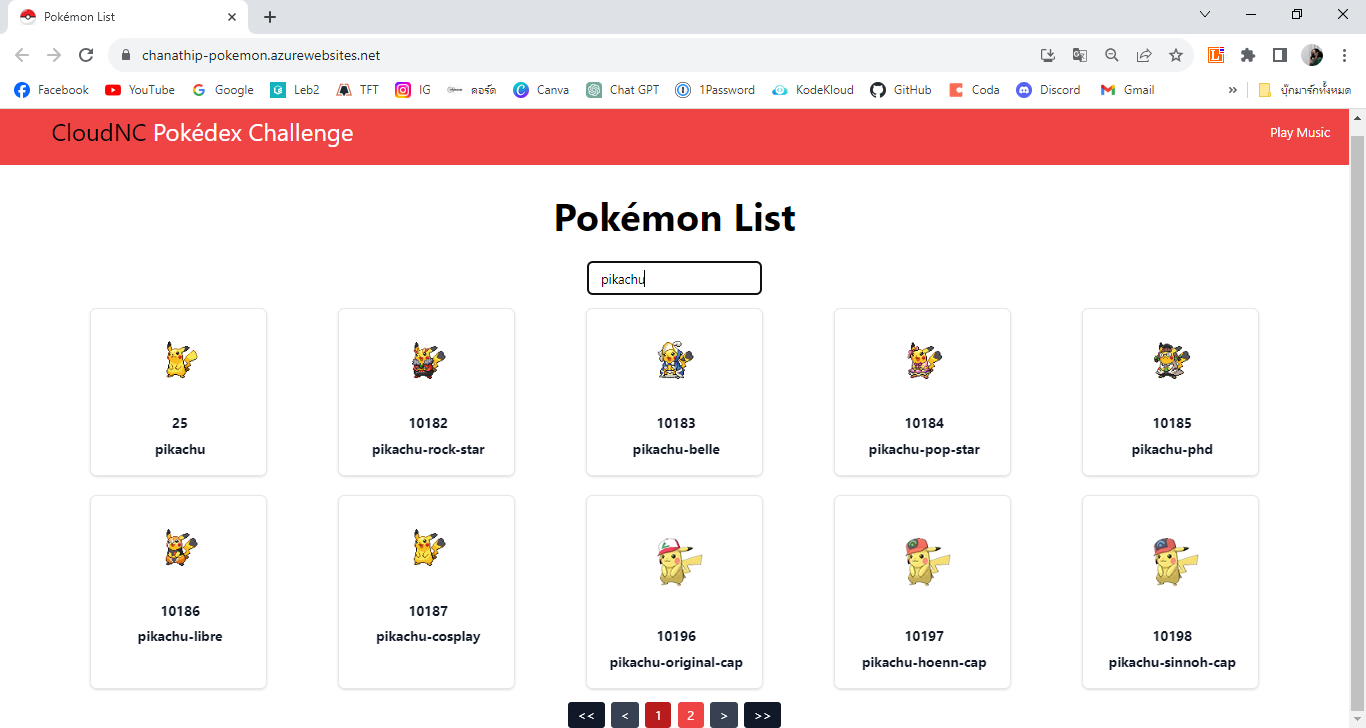 Pokémon List
chanathip-pokemon.azurewebsites.net
Facebook YouTube Google Leb2 TFT IG คอร์ด Canva Chat GPT 1Password KodeKloud GitHub Coda Discord Gmail » บุ๊กมาร์กทั้งหมด
CloudNC Pokédex Challenge Play Music
Pokémon List
pikachu
25 10182 10183 10184 10185
pikachu pikachu-rock-star pikachu-belle pikachu-pop-star pikachu-phd
10186 10187 10196 10197 10198
pikachu-libre pikachu-cosplay pikachu-original-cap pikachu-hoenn-cap pikachu-sinnoh-cap
<< < 1 2 > >>